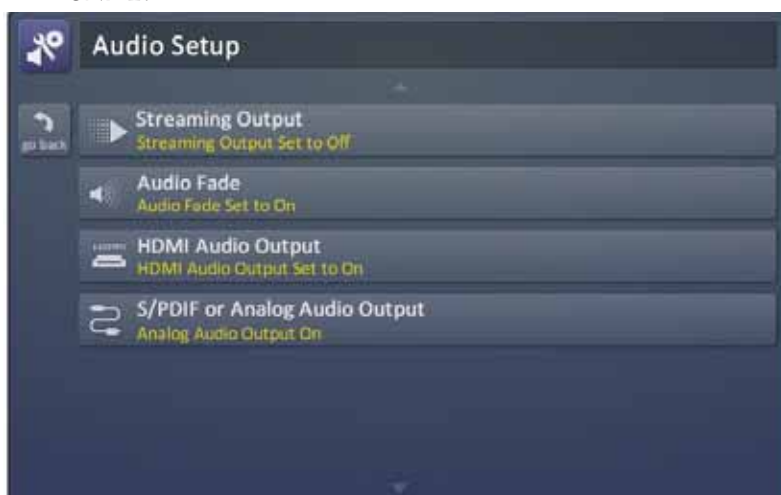 Audio Setup
go back
Streaming Output
Streaming Output Set to Off
Audio Fade
Audio Fade Set to On
HDMI Audio Output
HDMI Audio Output Set to On
S/PDIF or Analog Audio Output
Analog Audio Output On